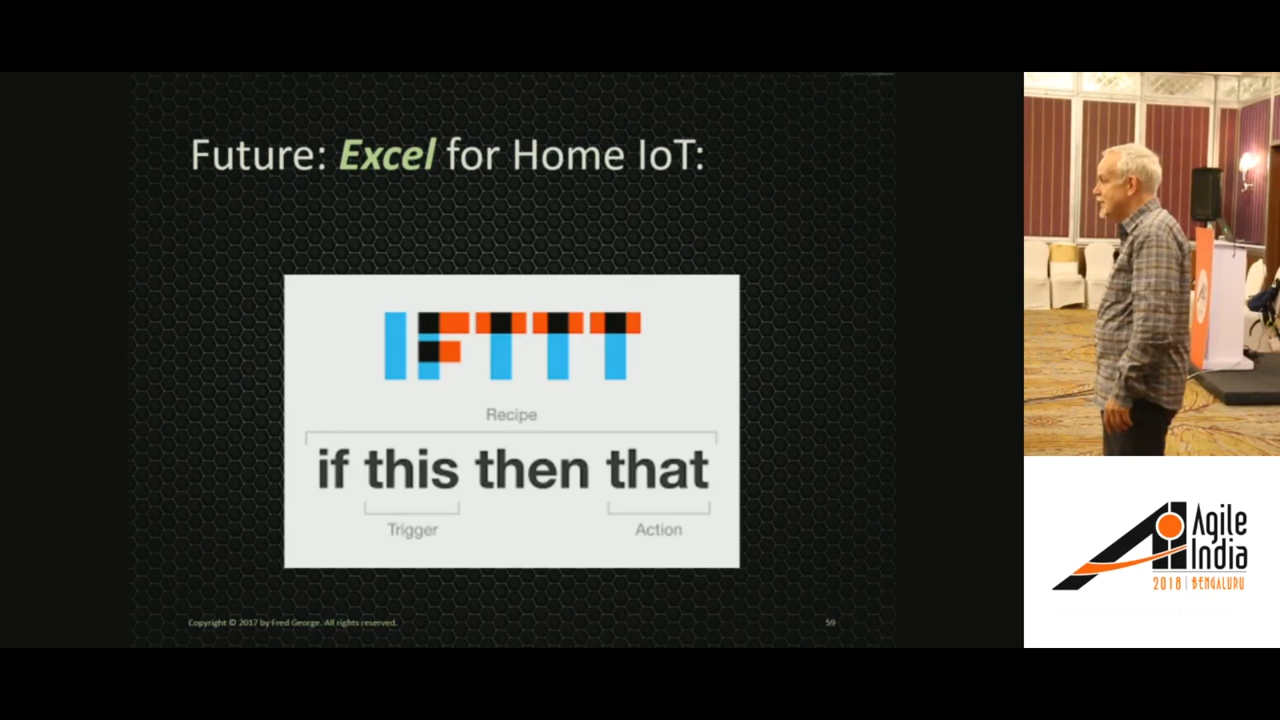 Future: Excel for Home IoT:
IFTTT
Recipe
if this then that
Trigger
Action
Copyright © 2017 by Fred George. All rights reserved.
59
Agile
India
2018 | BENGALURU